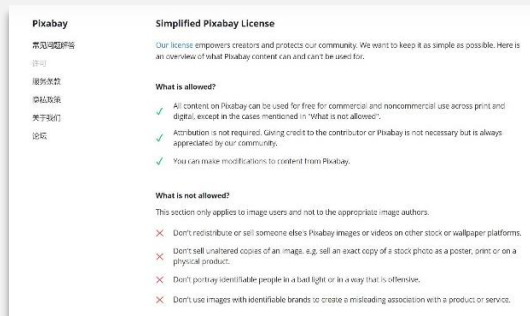 Pixabay
常见问题解答
许可
服务条款
隐私政策
关于我们
论坛
Simplified Pixabay License
Our license empowers creators and protects our community. We want to keep it as simple as possible. Here is
an overview of what Pixabay content can and can't be used for.
What is allowed?
All content on Pixabay can be used for free for commercial and noncommercial use across print and
digital, except in the cases mentioned in "What is not allowed".
Attribution is not required. Giving credit to the contributor or Pixabay is not necessary but is always
appreciated by our community.
You can make modifications to content from Pixabay.
What is not allowed?
This section only applies to image users and not to the appropriate image authors.
Don't redistribute or sell someone else's Pixabay images or videos on other stock or wallpaper platforms.
Don't sell unaltered copies of an image. e.g. sell an exact copy of a stock photo as a poster, print or on a
physical product.
Don't portray identifiable people in a bad light or in a way that is offensive.
Don't use images with identifiable brands to create a misleading association with a product or service.